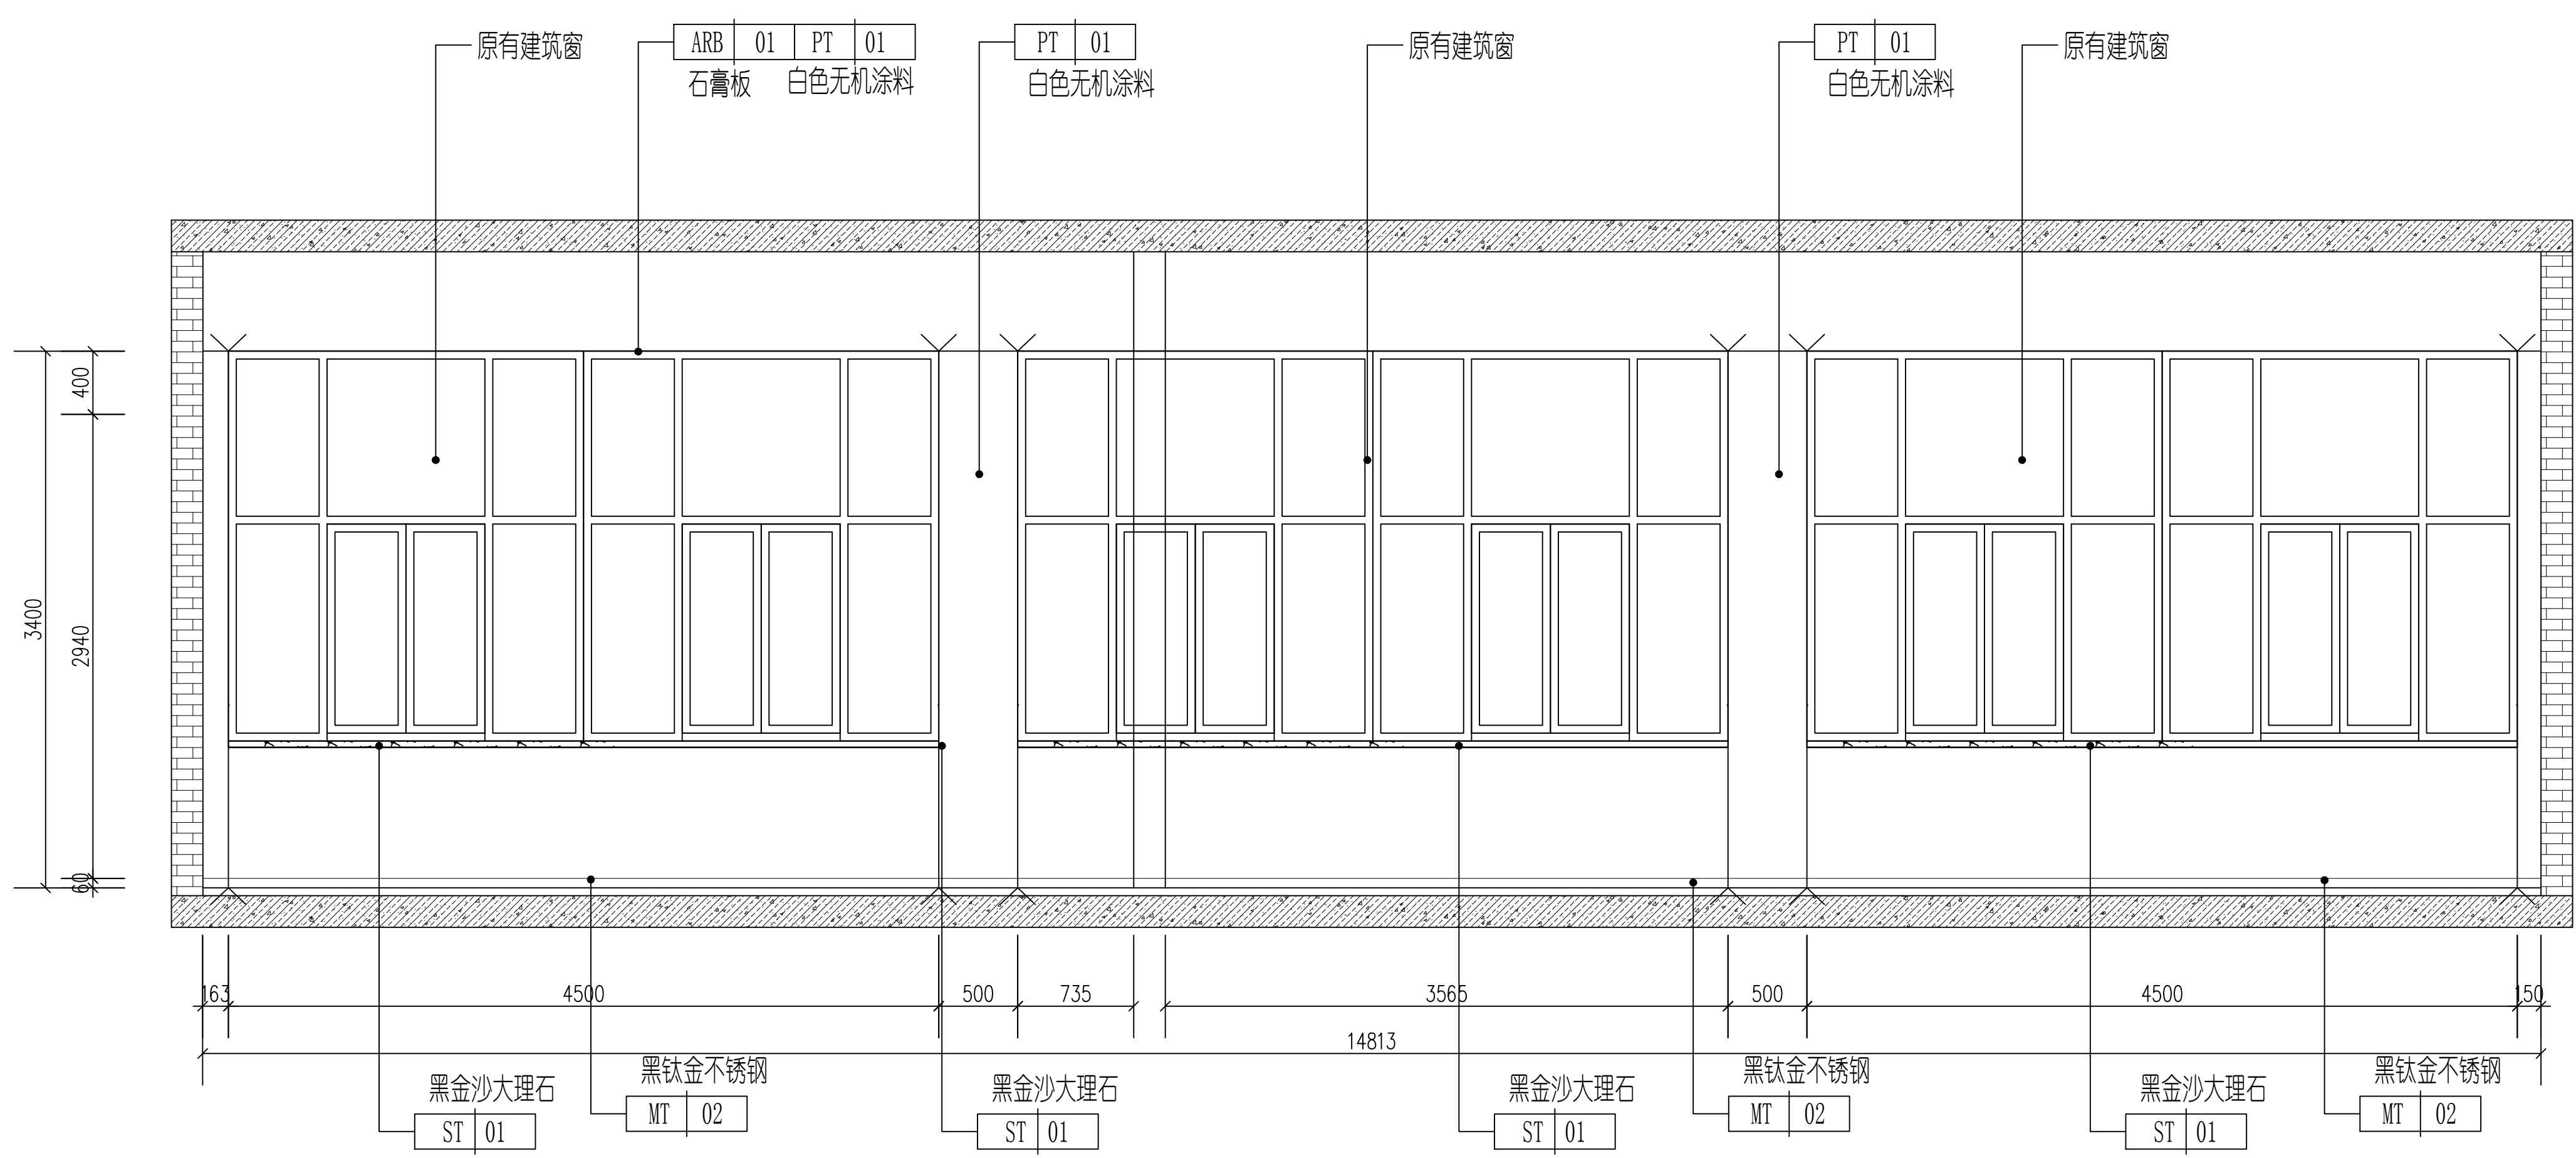 原有建筑窗
ARB 01 PT 01
石膏板 白色无机涂料
PT 01
白色无机涂料
原有建筑窗
PT 01
白色无机涂料
原有建筑窗
400
3400
2940
60
163 4500 500 735 3565 500 4500 150
14813
黑金沙大理石
ST 01
黑钛金不锈钢
MT 02
黑金沙大理石
ST 01
黑金沙大理石
ST 01
黑钛金不锈钢
MT 02
黑金沙大理石
ST 01
黑钛金不锈钢
MT 02